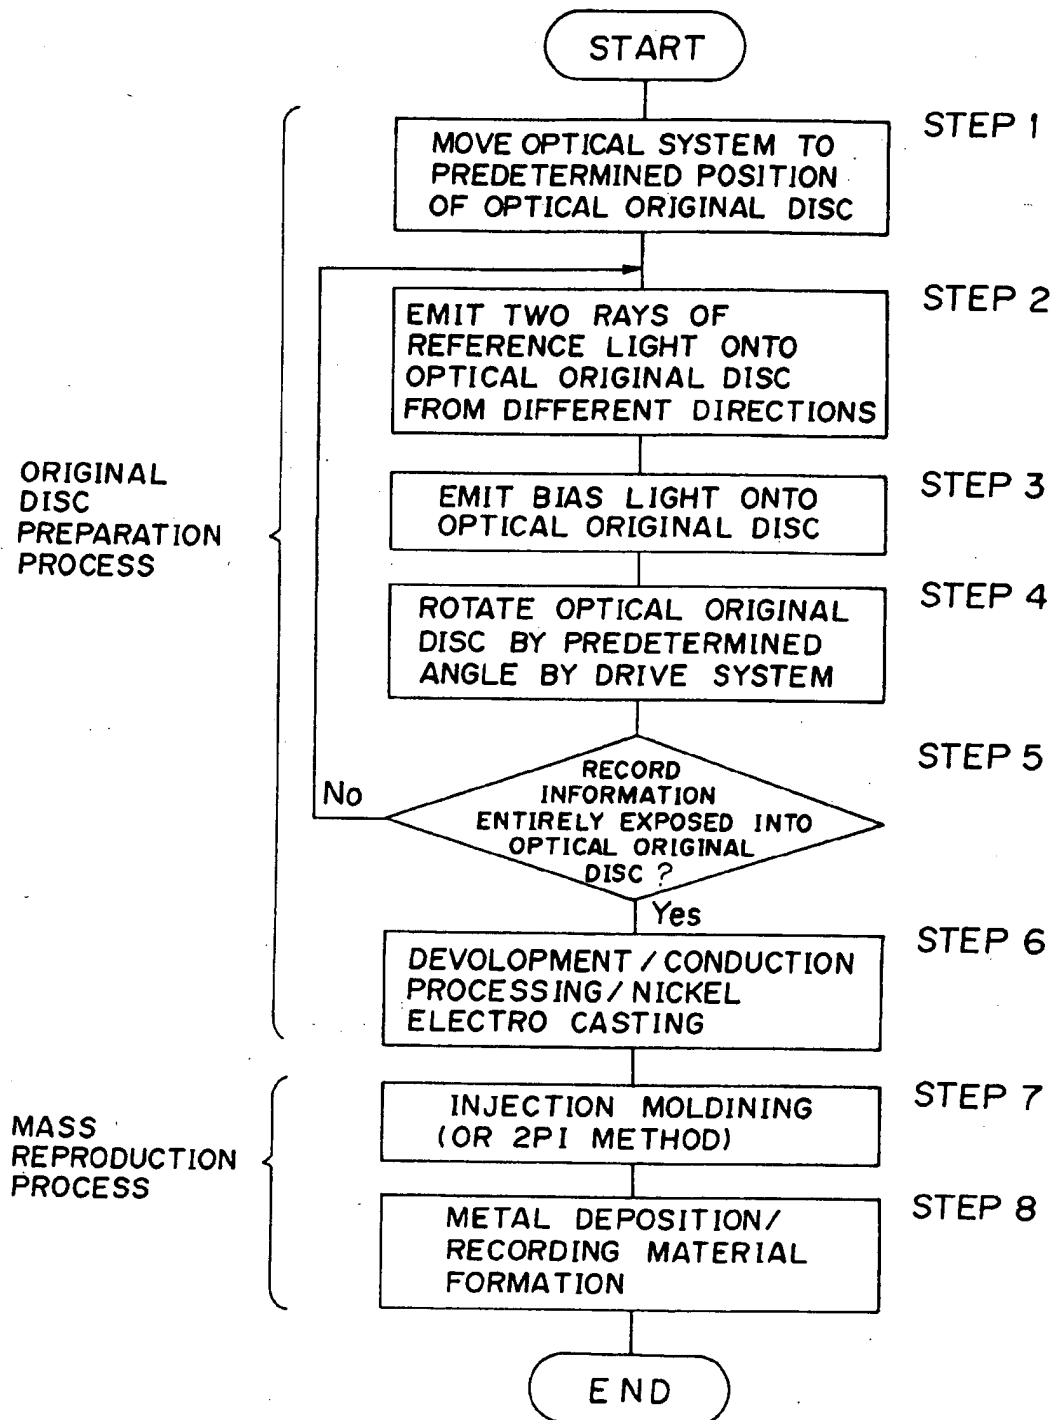 START
STEP 1
MOVE OPTICAL SYSTEM TO
PREDETERMINED POSITION
OF OPTICAL ORIGINAL DISC
STEP 2
EMIT TWO RAYS OF
REFERENCE LIGHT ONTO
OPTICAL ORIGINAL DISC
FROM DIFFERENT DIRECTIONS
ORIGINAL
DISC
PREPARATION
PROCESS
STEP 3
EMIT BIAS LIGHT ONTO
OPTICAL ORIGINAL DISC
STEP 4
ROTATE OPTICAL ORIGINAL
DISC BY PREDETERMINED
ANGLE BY DRIVE SYSTEM
STEP 5
No
RECORD
INFORMATION
ENTIRELY EXPOSED INTO
OPTICAL ORIGINAL
DISC ?
Yes
STEP 6
DEVOLOPMENT / CONDUCTION
PROCESSING / NICKEL
ELECTRO CASTING
MASS
REPRODUCTION
PROCESS
STEP 7
INJECTION MOLDINING
(OR 2PI METHOD)
STEP 8
METAL DEPOSITION/
RECORDING MATERIAL
FORMATION
END